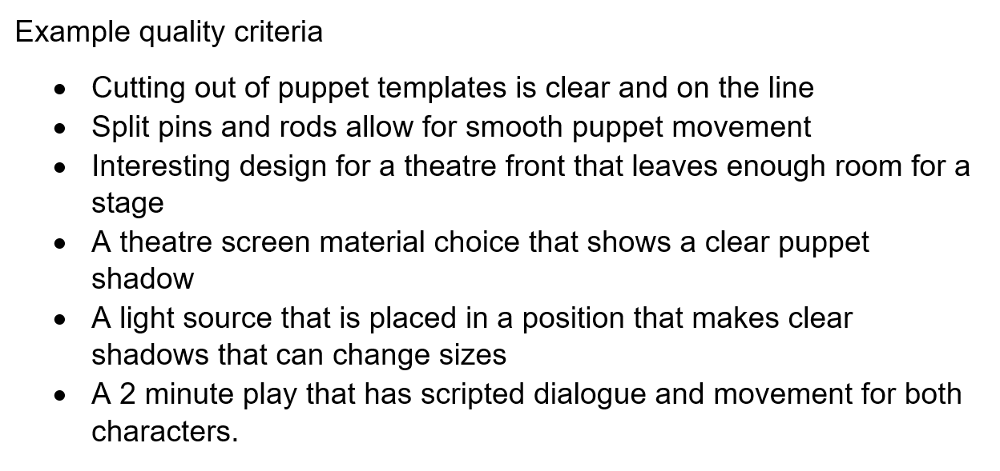 Example quality criteria
• Cutting out of puppet templates is clear and on the line
• Split pins and rods allow for smooth puppet movement
• Interesting design for a theatre front that leaves enough room for a
stage
• A theatre screen material choice that shows a clear puppet
shadow
• A light source that is placed in a position that makes clear
shadows that can change sizes
• A 2 minute play that has scripted dialogue and movement for both
characters.